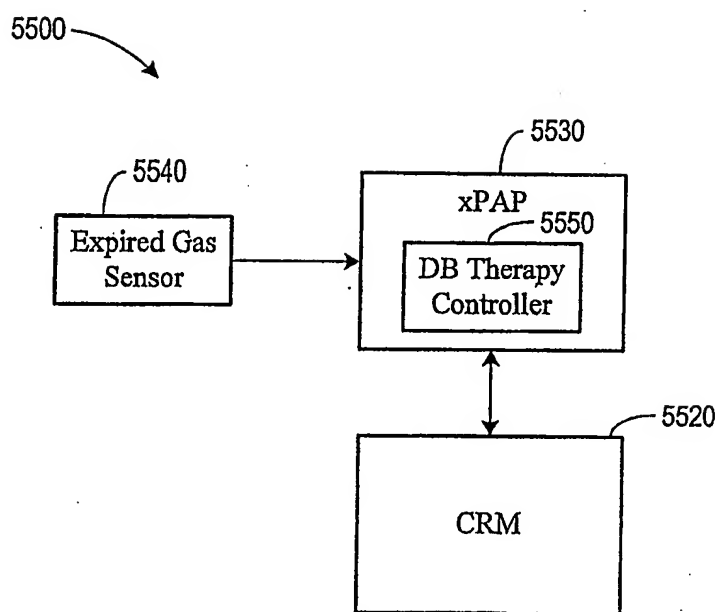 5500
5530
5540
xPAP
5550
Expired Gas
Sensor
DB Therapy
Controller
5520
CRM